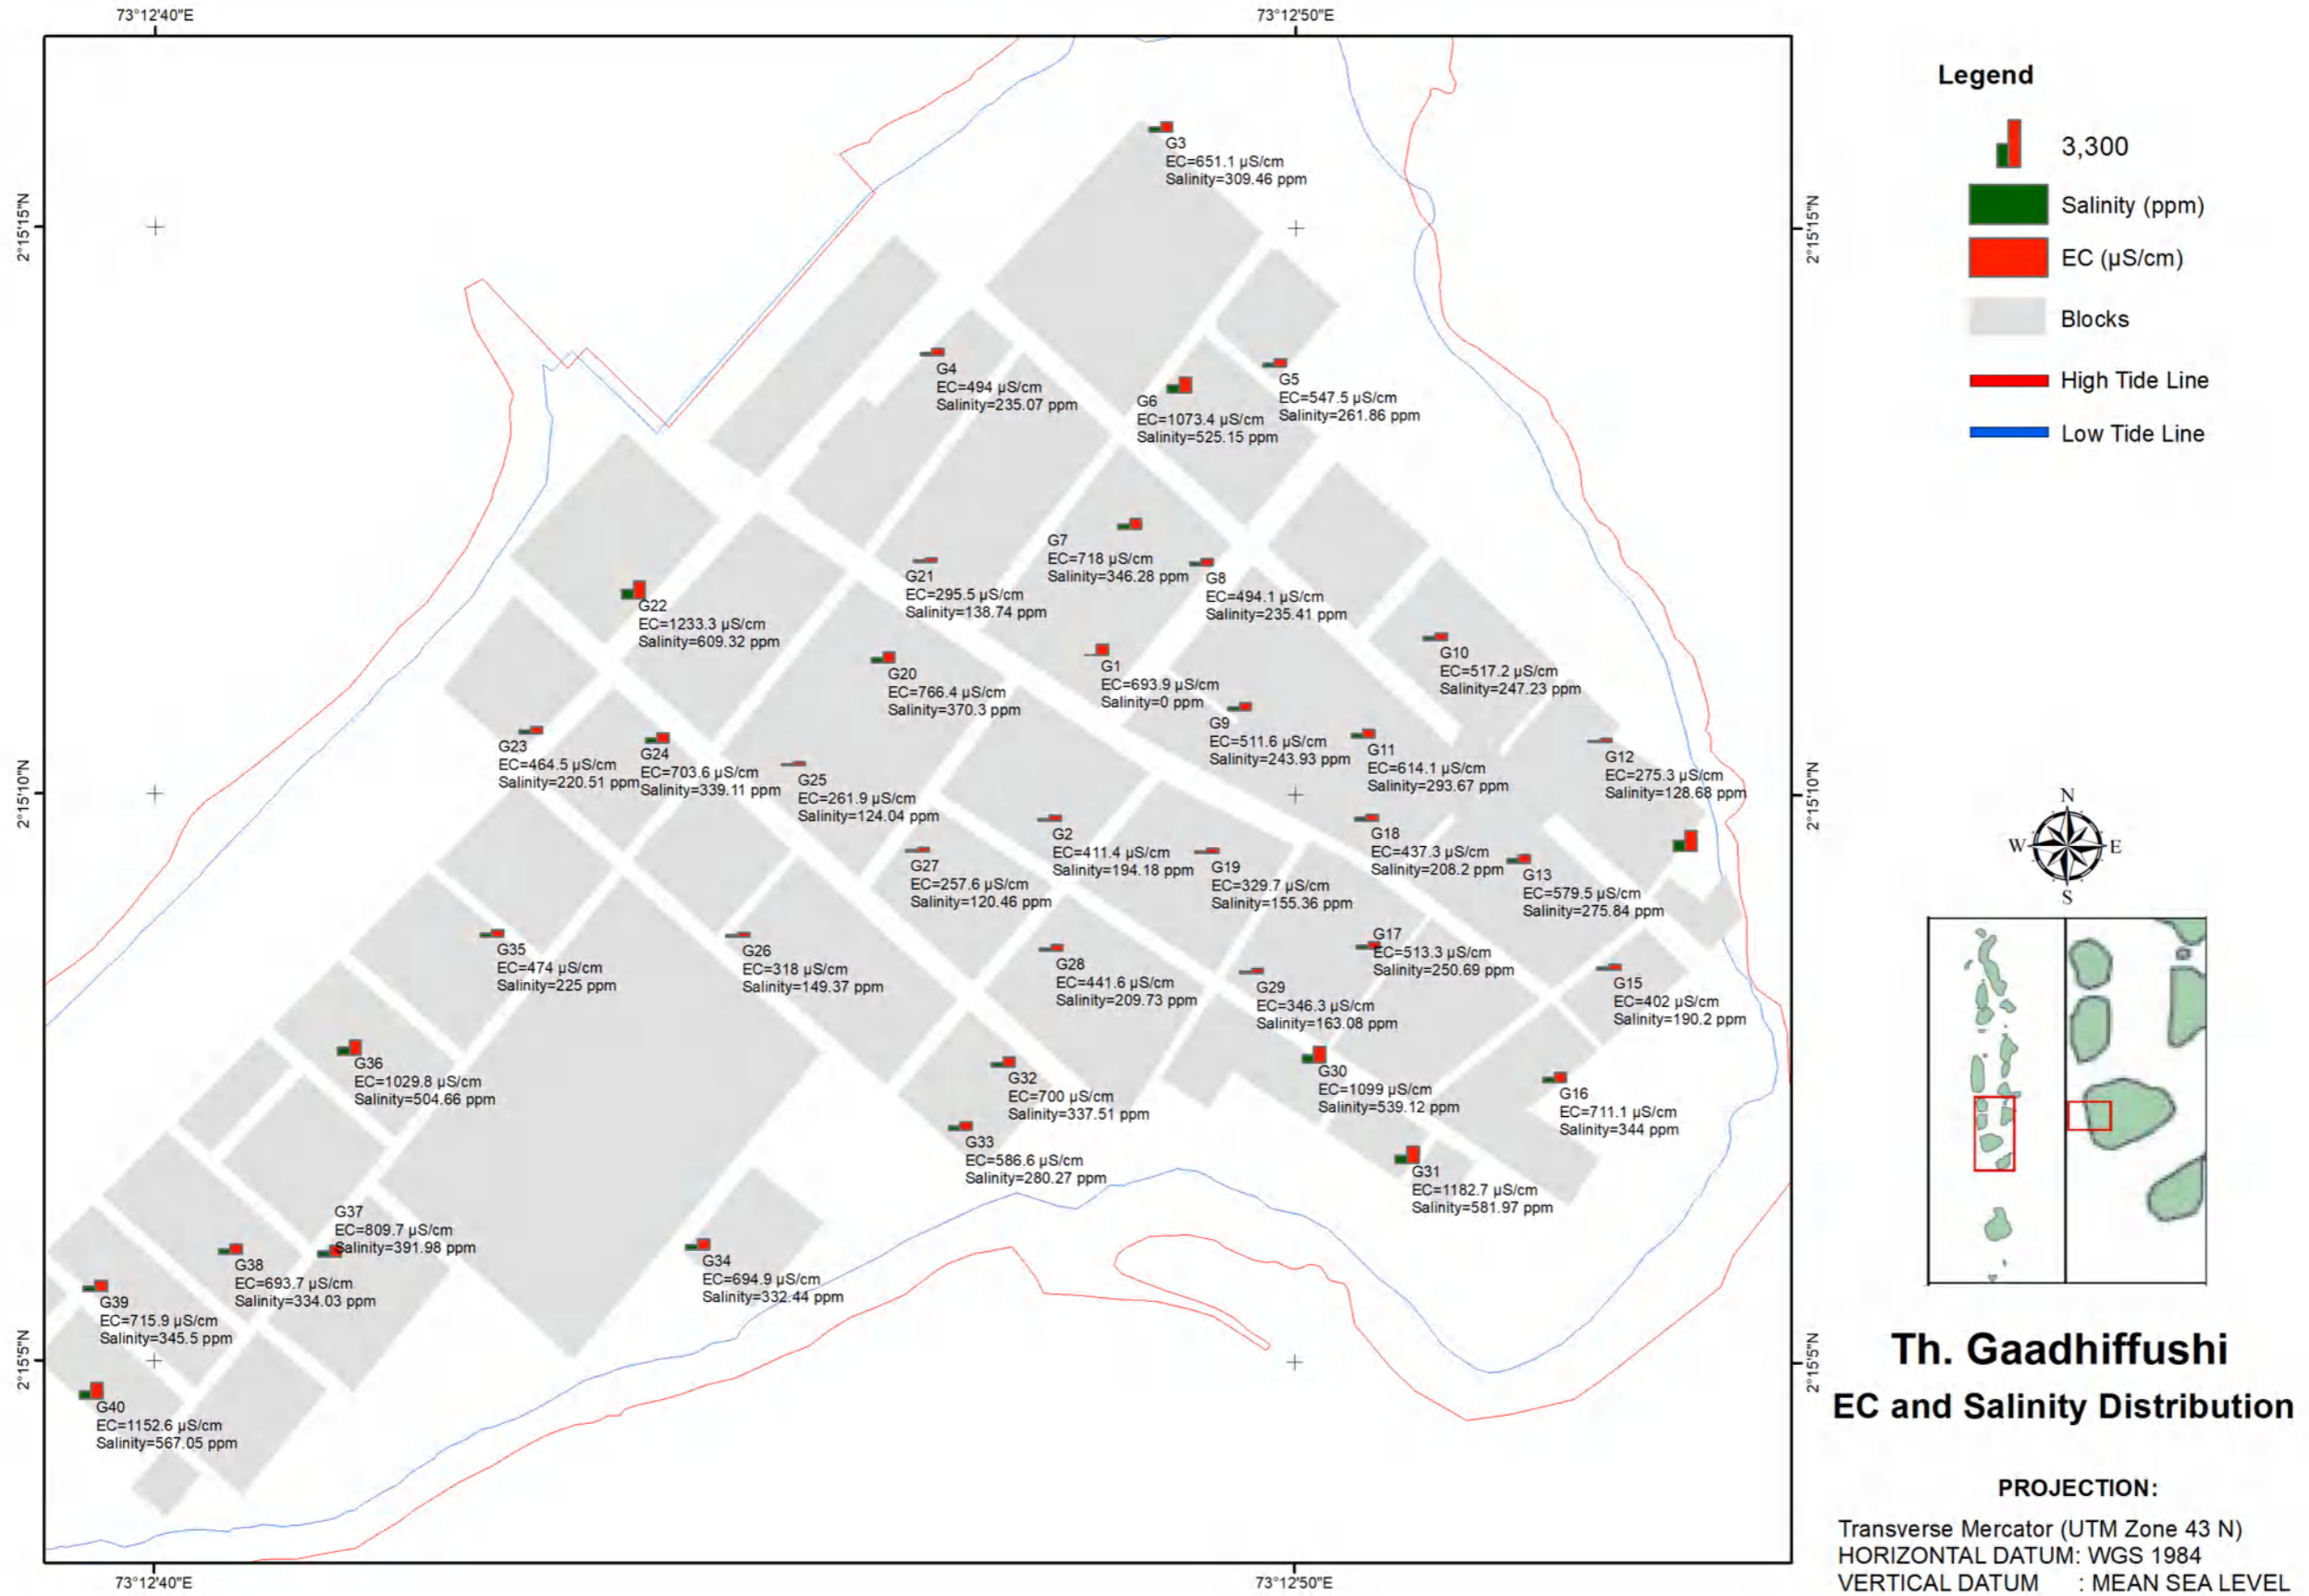 73°12'40"E
73°12'50"E
2°15'15"N
2°15'15"N
2°15'10"N
2°15'10"N
2°15'5"N
2°15'5"N
73°12'40"E
73°12'50"E
G3
EC=651.1 µS/cm
Salinity=309.46 ppm
G4
EC=494 µS/cm
Salinity=235.07 ppm
G5
EC=547.5 µS/cm
Salinity=261.86 ppm
G6
EC=1073.4 µS/cm
Salinity=525.15 ppm
G7
EC=718 µS/cm
Salinity=346.28 ppm
G8
EC=494.1 µS/cm
Salinity=235.41 ppm
G21
EC=295.5 µS/cm
Salinity=138.74 ppm
G22
EC=1233.3 µS/cm
Salinity=609.32 ppm
G20
EC=766.4 µS/cm
Salinity=370.3 ppm
G1
EC=693.9 µS/cm
Salinity=0 ppm
G10
EC=517.2 µS/cm
Salinity=247.23 ppm
G9
EC=511.6 µS/cm
Salinity=243.93 ppm
G11
EC=614.1 µS/cm
Salinity=293.67 ppm
G12
EC=275.3 µS/cm
Salinity=128.68 ppm
G23
EC=464.5 µS/cm
Salinity=220.51 ppm
G24
EC=703.6 µS/cm
Salinity=339.11 ppm
G25
EC=261.9 µS/cm
Salinity=124.04 ppm
G2
EC=411.4 µS/cm
Salinity=194.18 ppm
G18
EC=437.3 µS/cm
Salinity=208.2 ppm
G27
EC=257.6 µS/cm
Salinity=120.46 ppm
G19
EC=329.7 µS/cm
Salinity=155.36 ppm
G13
EC=579.5 µS/cm
Salinity=275.84 ppm
G35
EC=474 µS/cm
Salinity=225 ppm
G26
EC=318 µS/cm
Salinity=149.37 ppm
G28
EC=441.6 µS/cm
Salinity=209.73 ppm
G17
EC=513.3 µS/cm
Salinity=250.69 ppm
G29
EC=346.3 µS/cm
Salinity=163.08 ppm
G15
EC=402 µS/cm
Salinity=190.2 ppm
G36
EC=1029.8 µS/cm
Salinity=504.66 ppm
G32
EC=700 µS/cm
Salinity=337.51 ppm
G30
EC=1099 µS/cm
Salinity=539.12 ppm
G16
EC=711.1 µS/cm
Salinity=344 ppm
G33
EC=586.6 µS/cm
Salinity=280.27 ppm
G31
EC=1182.7 µS/cm
Salinity=581.97 ppm
G37
EC=809.7 µS/cm
Salinity=391.98 ppm
G38
EC=693.7 µS/cm
Salinity=334.03 ppm
G34
EC=694.9 µS/cm
Salinity=332.44 ppm
G39
EC=715.9 µS/cm
Salinity=345.5 ppm
G40
EC=1152.6 µS/cm
Salinity=567.05 ppm
Legend
3,300
Salinity (ppm)
EC (µS/cm)
Blocks
High Tide Line
Low Tide Line
N
W
E
S
Th. Gaadhiffushi
EC and Salinity Distribution
PROJECTION:
Transverse Mercator (UTM Zone 43 N)
HORIZONTAL DATUM: WGS 1984
VERTICAL DATUM : MEAN SEA LEVEL